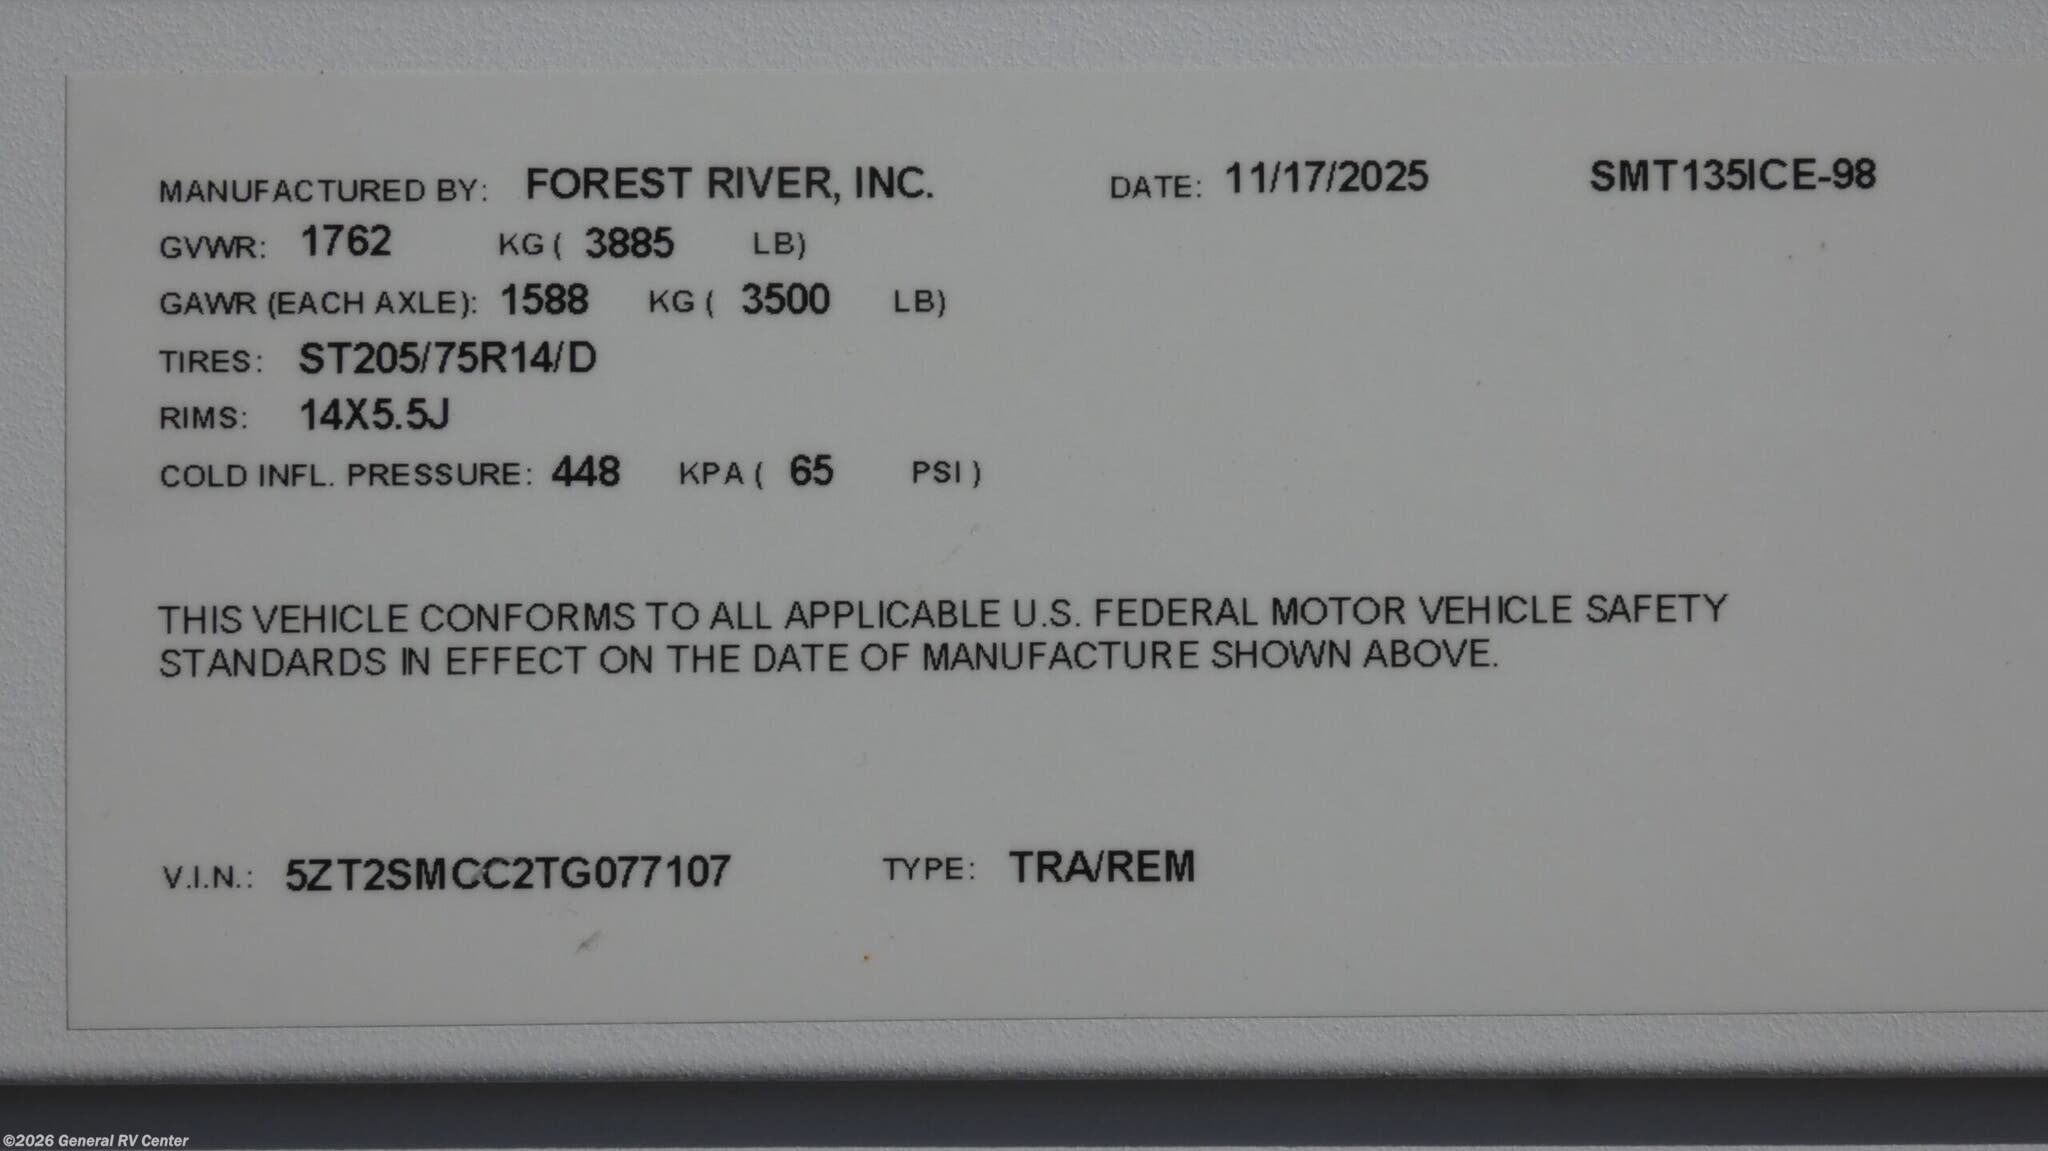 MANUFACTURED BY: FOREST RIVER, INC. DATE: 11/17/2025 SMT135ICE-98
GVWR: 1762 KG ( 3885 LB)
GAWR (EACH AXLE): 1588 KG ( 3500 LB)
TIRES: ST205/75R14/D
RIMS: 14X5.5J
COLD INFL. PRESSURE: 448 KPA ( 65 PSI )
THIS VEHICLE CONFORMS TO ALL APPLICABLE U.S. FEDERAL MOTOR VEHICLE SAFETY
STANDARDS IN EFFECT ON THE DATE OF MANUFACTURE SHOWN ABOVE.
V.I.N.: 5ZT2SMCC2TG077107 TYPE: TRA/REM
©2026 General RV Center